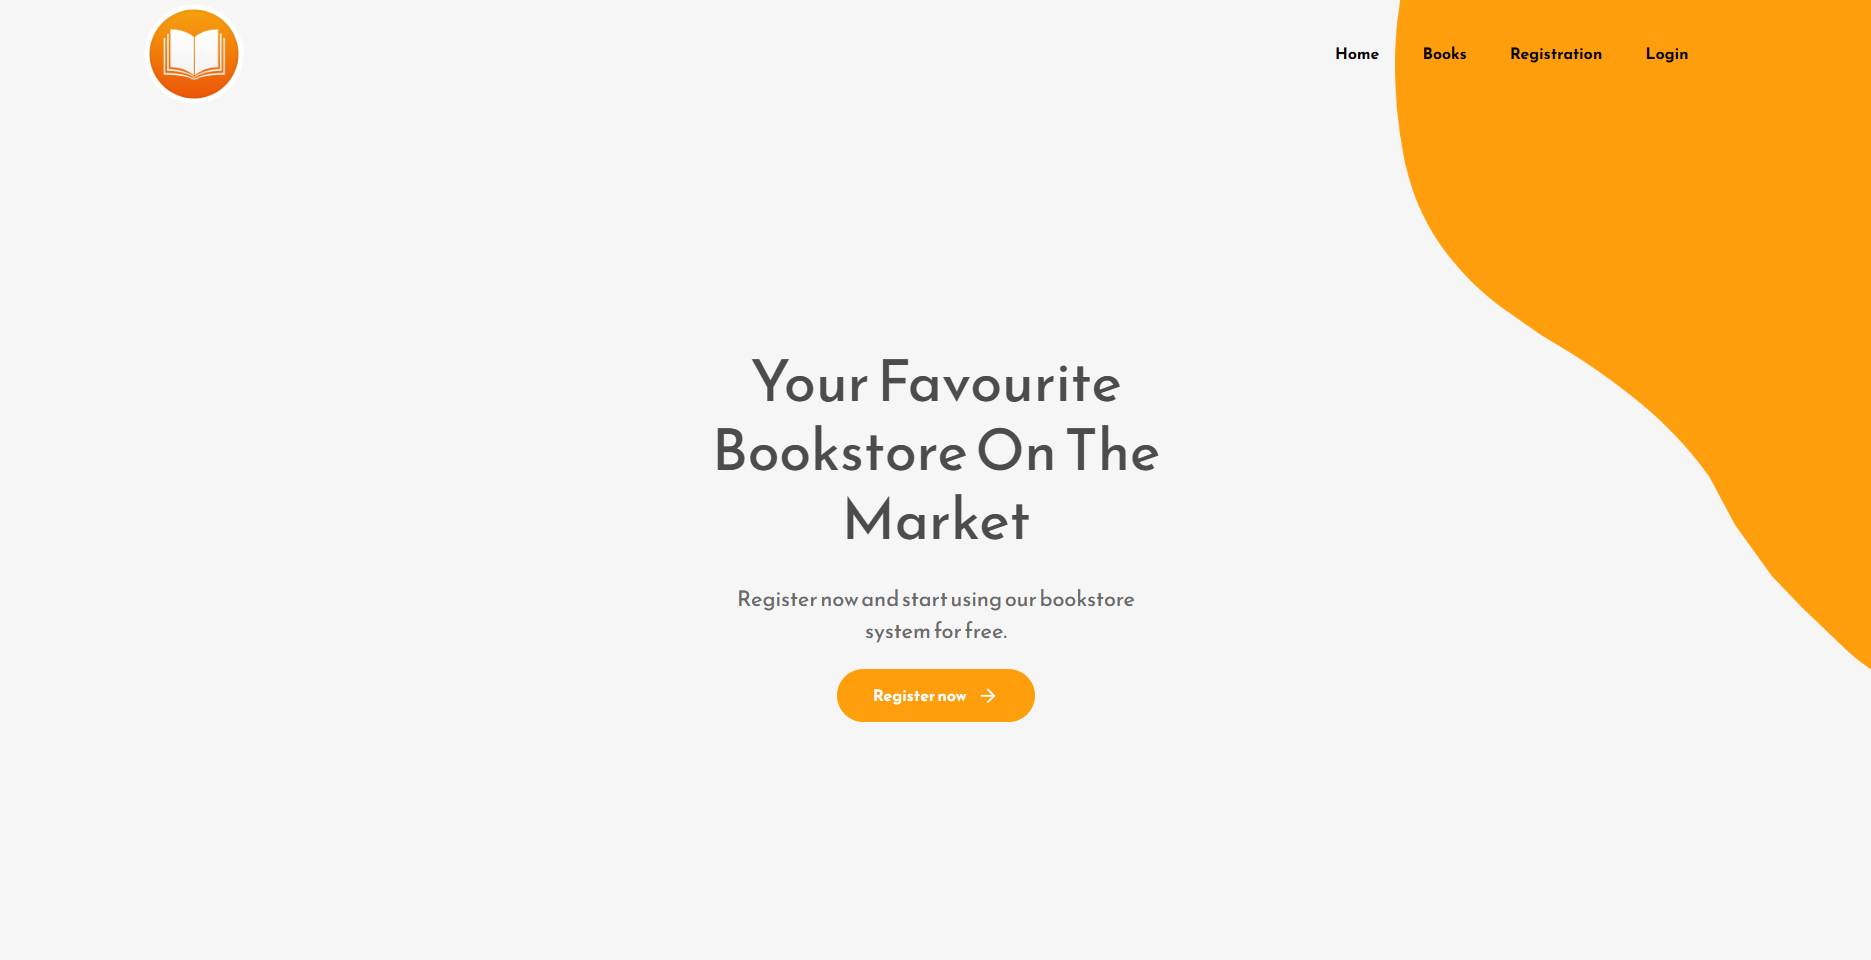 Home Books Registration Login
Your Favourite
Bookstore On The
Market
Register now and start using our bookstore
system for free.
Register now